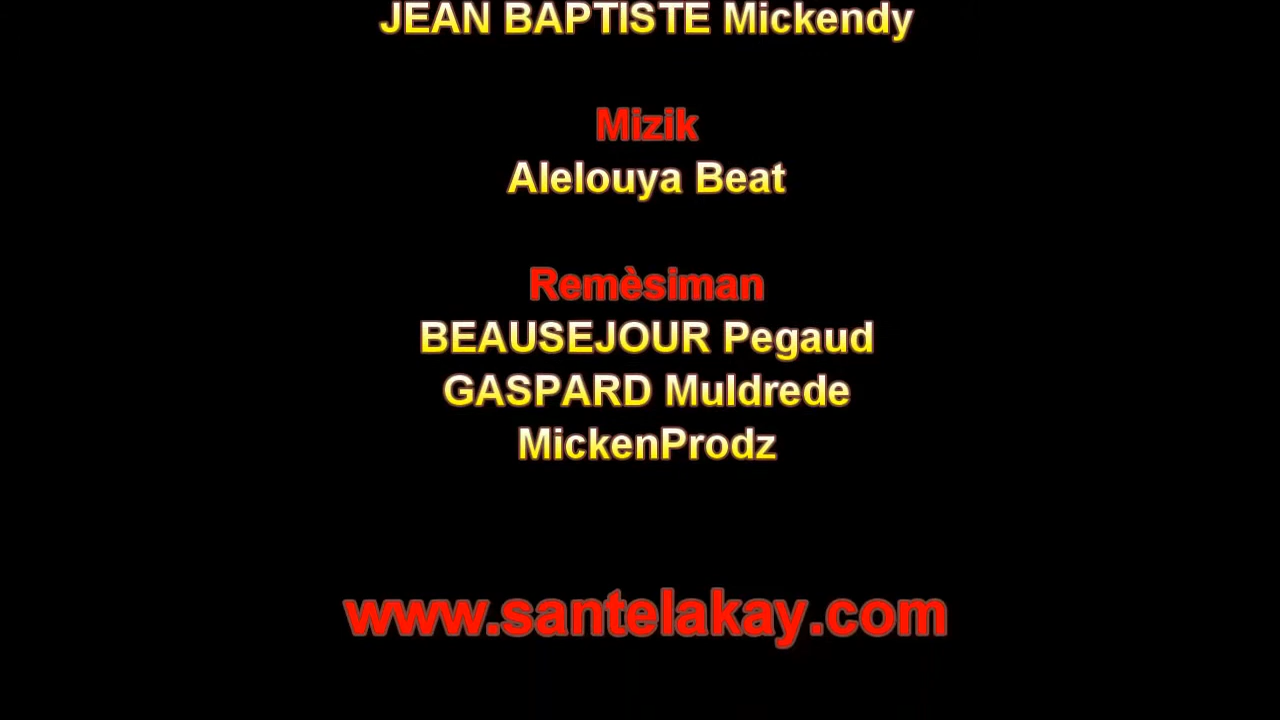 JEAN BAPTISTE Mickendy
Mizik
Alelouya Beat
Remèsiman
BEAUSEJOUR Pegaud
GASPARD Muldrede
MickenProdz
www.santelakay.com